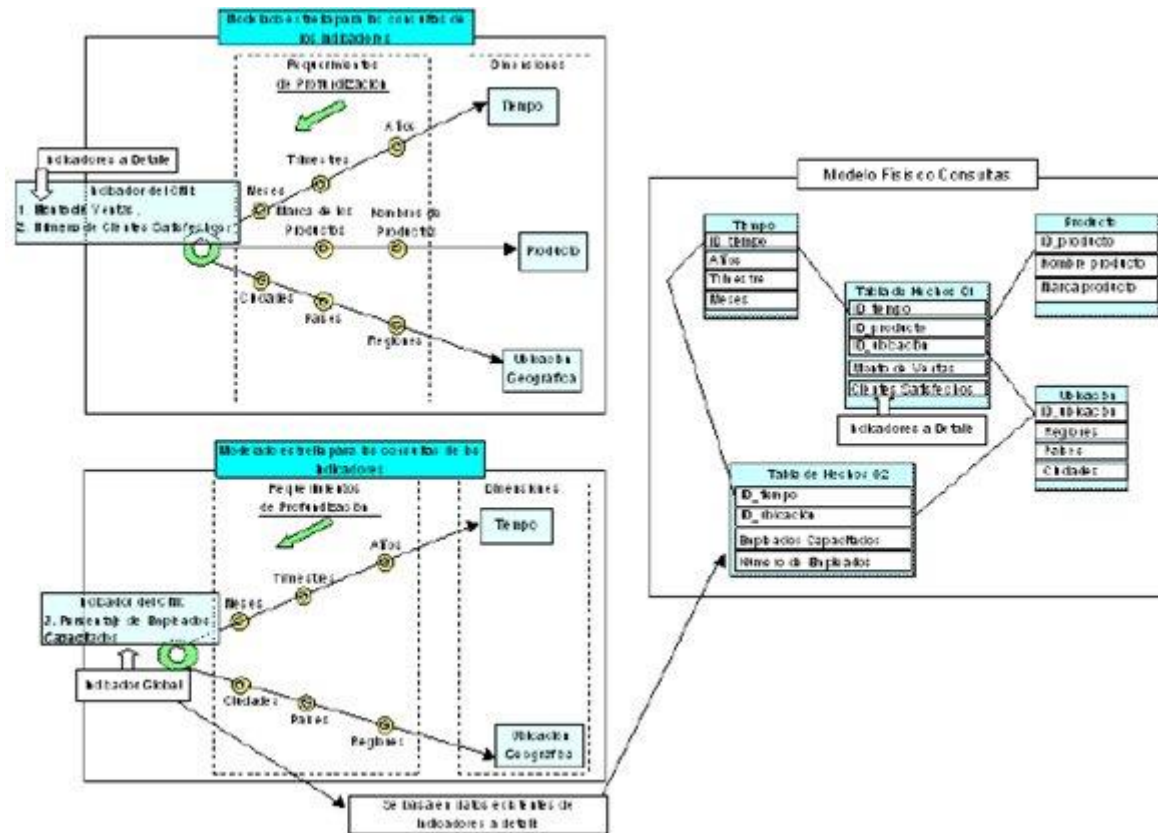 Modelado estrella para las consultas de
los Indicadores
Requerimientos
de Profundización
Dimensiones
Tiempo
Años
Trimestres
Meses
Indicadores a Detalle
Indicador del CMI:
1. Monto de Ventas.
2. Número de Clientes Satisfechos
Marca de los
Productos
Nombres de
Productos
Producto
Ciudades
Países
Regiones
Ubicación
Geográfica
Modelado estrella para las consultas de los
Indicadores
Requerimientos
de Profundización
Dimensiones
Tiempo
Años
Trimestres
Meses
Indicador del CMI:
3. Porcentaje de Empleados
Capacitados
Indicador Global
Ciudades
Países
Regiones
Ubicación
Geográfica
Se basa en datos existentes de
Indicadores a detalle
Modelo Físisco Consultas
Tiempo
ID_tiempo
Años
Trimestre
Meses
Producto
ID_producto
Nombre producto
Marca producto
Tabla de Hechos 01
ID_tiempo
ID_producto
ID_ubicación
Monto de Ventas
Clientes Satisfechos
Indicadores a Detalle
Ubicación
ID_ubicación
Regiones
Países
Ciudades
Tabla de Hechos 02
ID_tiempo
ID_ubicación
Empleados Capacitados
Número de Empleados